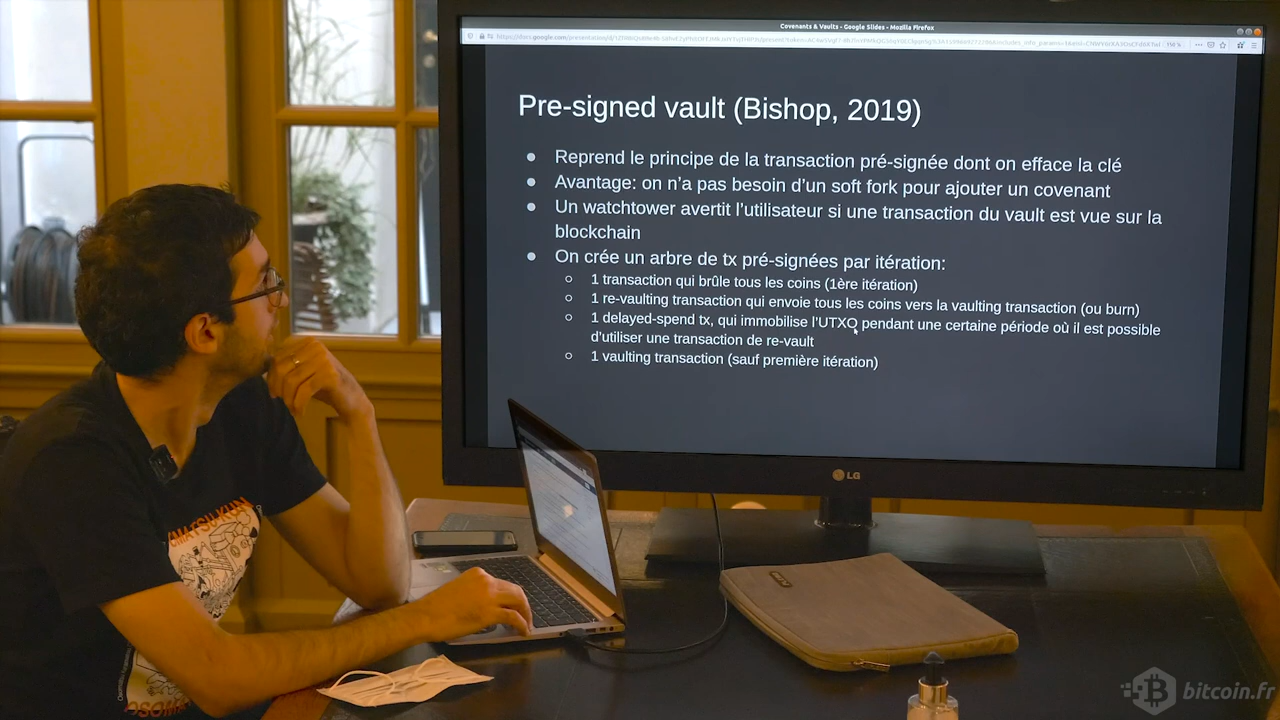 Covenants & Vaults - Google Slides - Mozilla Firefox
150 %
Pre-signed vault (Bishop, 2019)
● Reprend le principe de la transaction pré-signée dont on efface la clé
● Avantage: on n'a pas besoin d'un soft fork pour ajouter un covenant
● Un watchtower avertit l'utilisateur si une transaction du vault est vue sur la
blockchain
● On crée un arbre de tx pré-signées par itération:
○ 1 transaction qui brûle tous les coins (1ère itération)
○ 1 re-vaulting transaction qui envoie tous les coins vers la vaulting transaction (ou burn)
○ 1 delayed-spend tx, qui immobilise l'UTXO pendant une certaine période où il est possible
d'utiliser une transaction de re-vault
○ 1 vaulting transaction (sauf première itération)
LG
bitcoin.fr